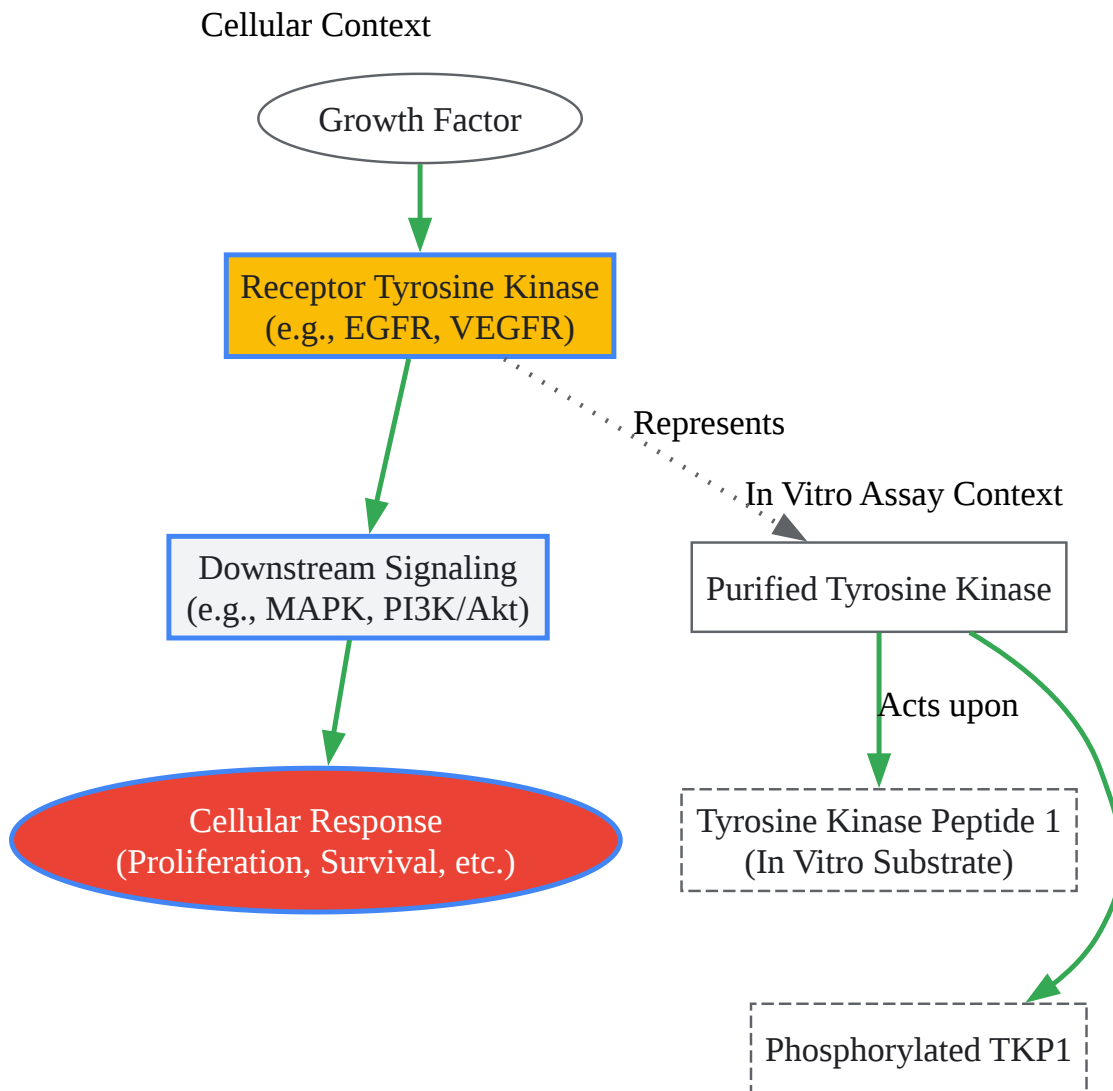 Cellular Context
Growth Factor
Receptor Tyrosine Kinase
(e.g., EGFR, VEGFR)
Represents
In Vitro Assay Context
Downstream Signaling
(e.g., MAPK, PI3K/Akt)
Purified Tyrosine Kinase
Acts upon
Cellular Response
(Proliferation, Survival, etc.)
Tyrosine Kinase Peptide 1
(In Vitro Substrate)
Phosphorylated TKP1